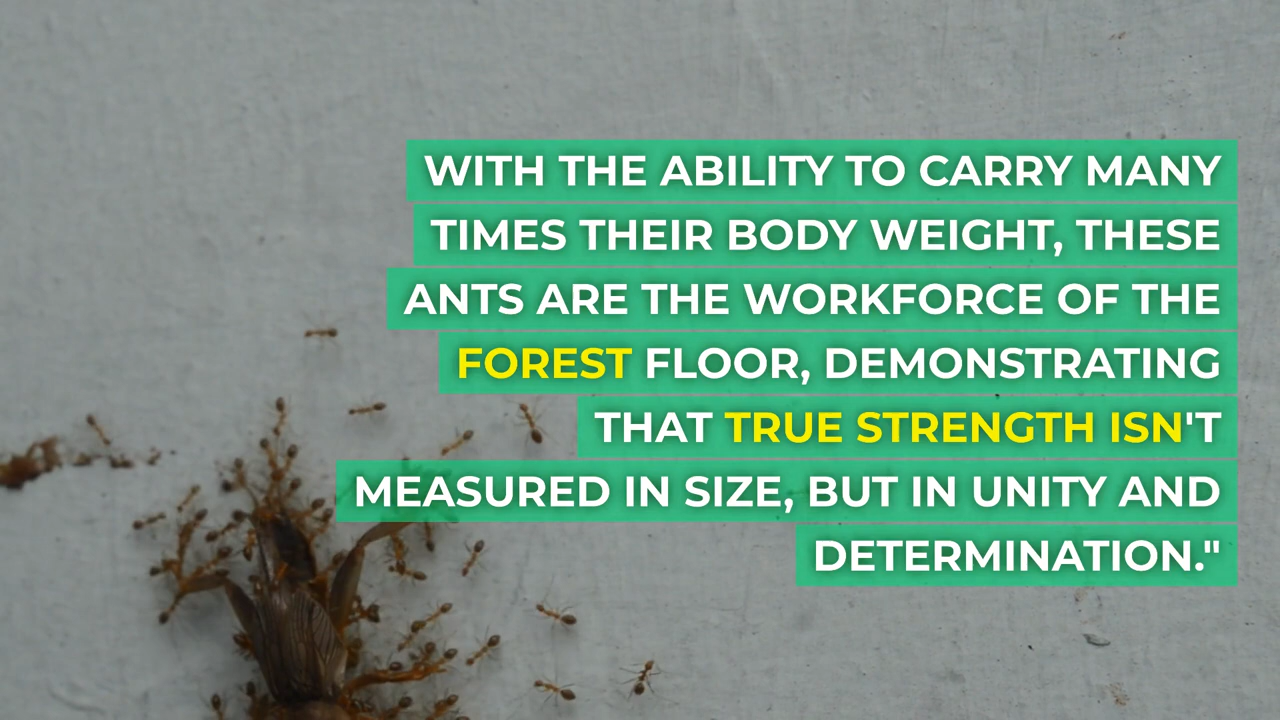 WITH THE ABILITY TO CARRY MANY
TIMES THEIR BODY WEIGHT, THESE
ANTS ARE THE WORKFORCE OF THE
FOREST FLOOR, DEMONSTRATING
THAT TRUE STRENGTH ISN'T
MEASURED IN SIZE, BUT IN UNITY AND
DETERMINATION."